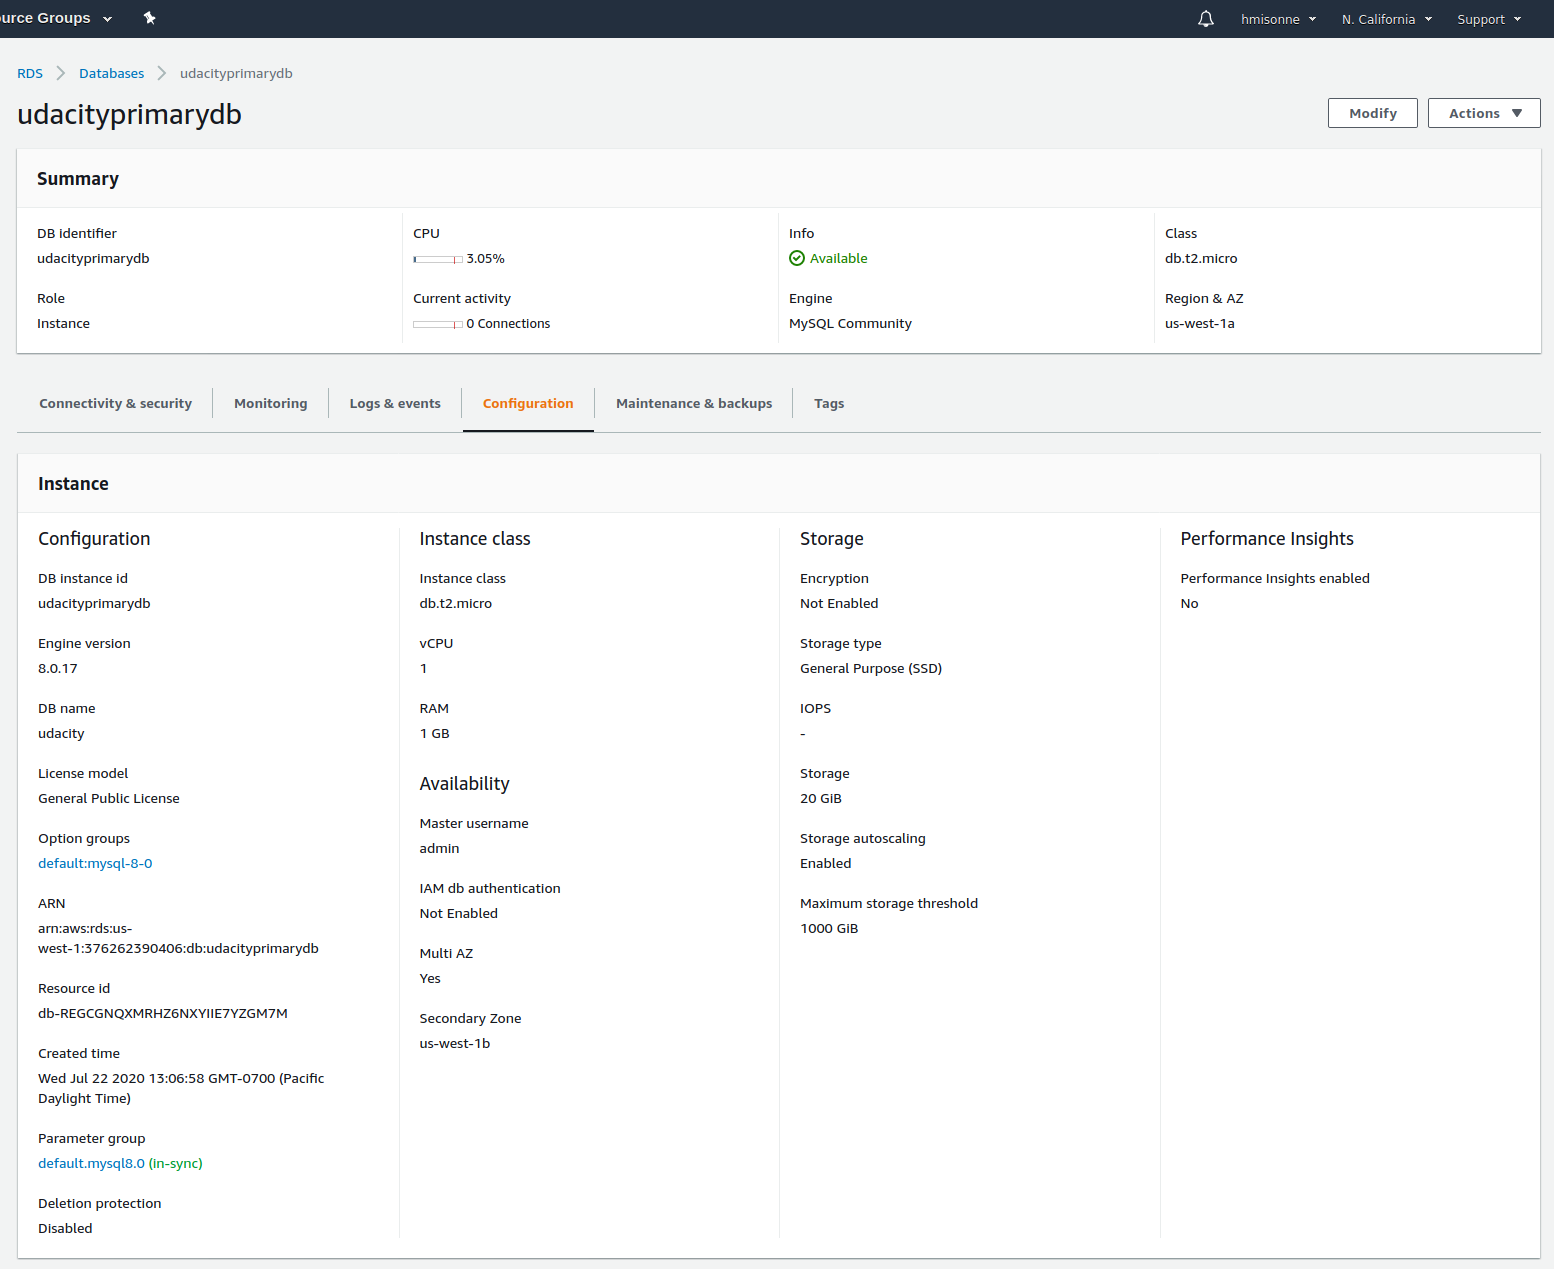 urce Groups
hmisonne
N. California
Support
RDS
Databases
udacityprimarydb
udacityprimarydb
Modify
Actions
Summary
DB identifier
udacityprimarydb
Role
Instance
CPU
3.05%
Current activity
0 Connections
Info
Available
Engine
MySQL Community
Class
db.t2.micro
Region & AZ
us-west-1a
Connectivity & security
Monitoring
Logs & events
Configuration
Maintenance & backups
Tags
Instance
Configuration
DB instance id
udacityprimarydb
Engine version
8.0.17
DB name
udacity
License model
General Public License
Option groups
default:mysql-8-0
ARN
arn:aws:rds:us-
west-1:376262390406:db:udacityprimarydb
Resource id
db-REGCGNQXMRHZ6NXYIIE7YZGM7M
Created time
Wed Jul 22 2020 13:06:58 GMT-0700 (Pacific
Daylight Time)
Parameter group
default.mysql8.0 (in-sync)
Deletion protection
Disabled
Instance class
Instance class
db.t2.micro
vCPU
1
RAM
1 GB
Availability
Master username
admin
IAM db authentication
Not Enabled
Multi AZ
Yes
Secondary Zone
us-west-1b
Storage
Encryption
Not Enabled
Storage type
General Purpose (SSD)
IOPS
-
Storage
20 GiB
Storage autoscaling
Enabled
Maximum storage threshold
1000 GiB
Performance Insights
Performance Insights enabled
No